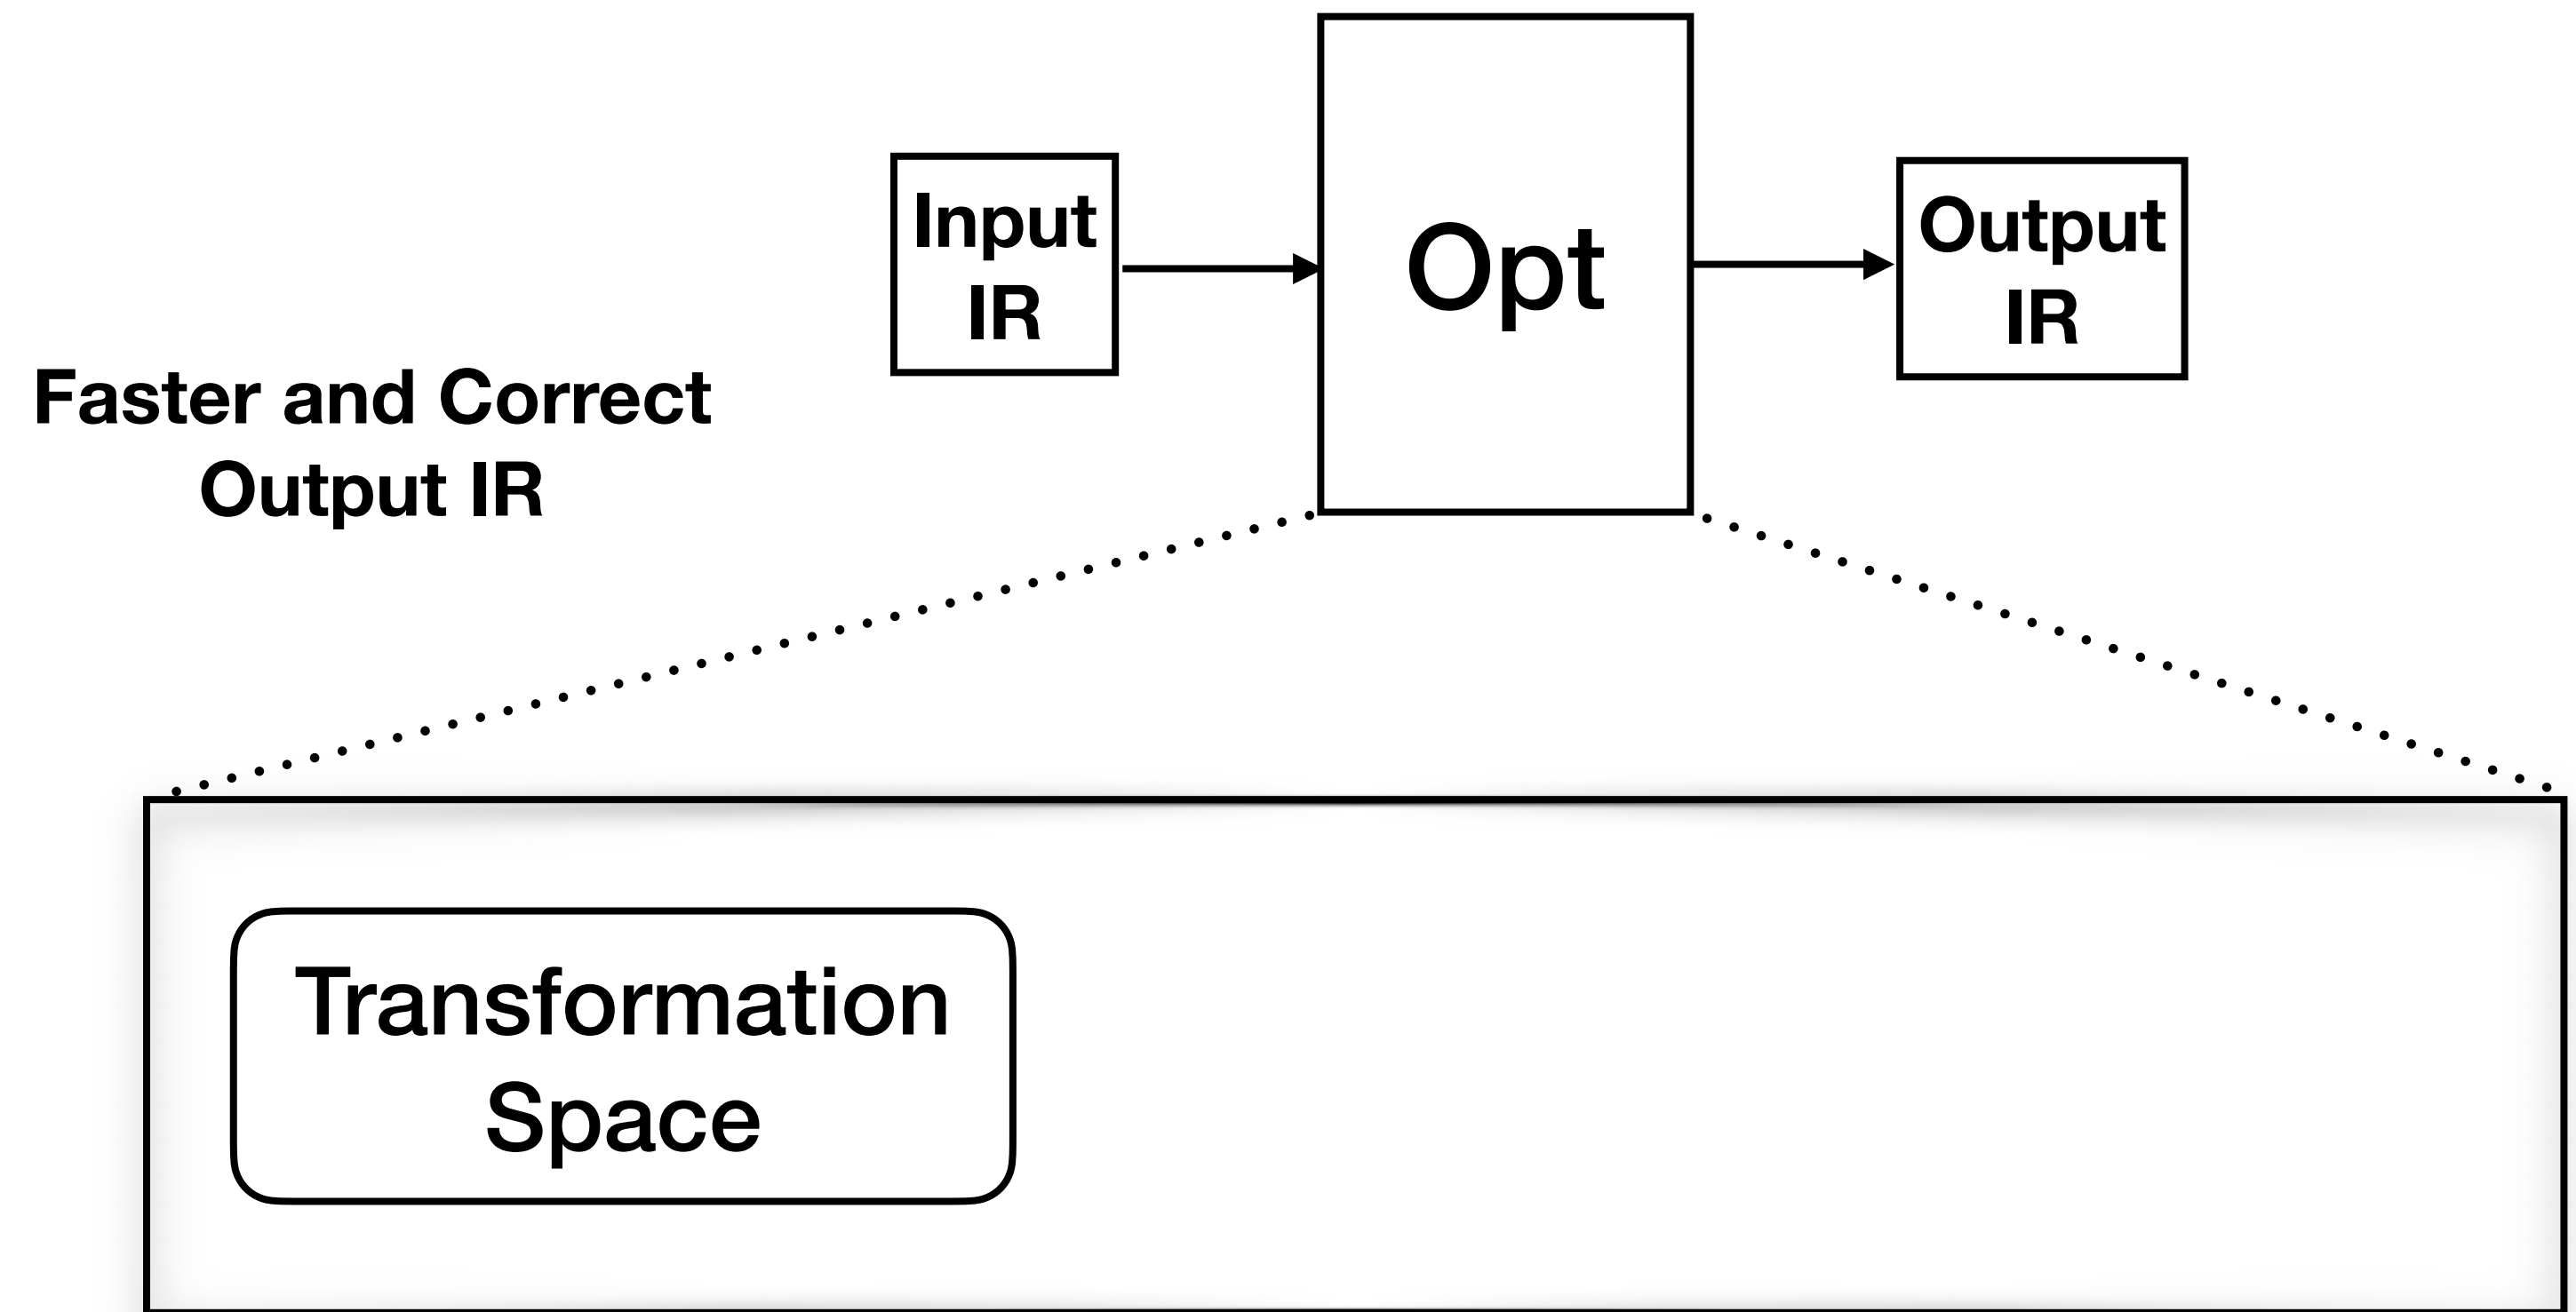 Input
IR
Opt
Output
IR
Faster and Correct
Output IR
Transformation
Space